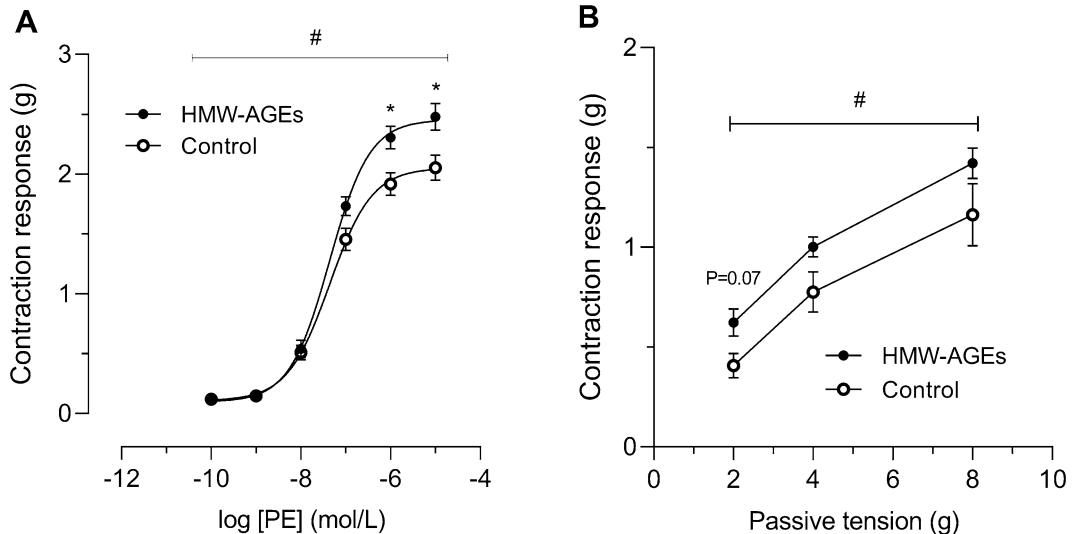 A
#
3
2
1
0
Contraction response (g)
HMW-AGEs
Control
*
*
-12
-10
-8
-6
-4
log [PE] (mol/L)
B
#
2
1
0
Contraction response (g)
P=0.07
HMW-AGEs
Control
0
2
4
6
8
10
Passive tension (g)